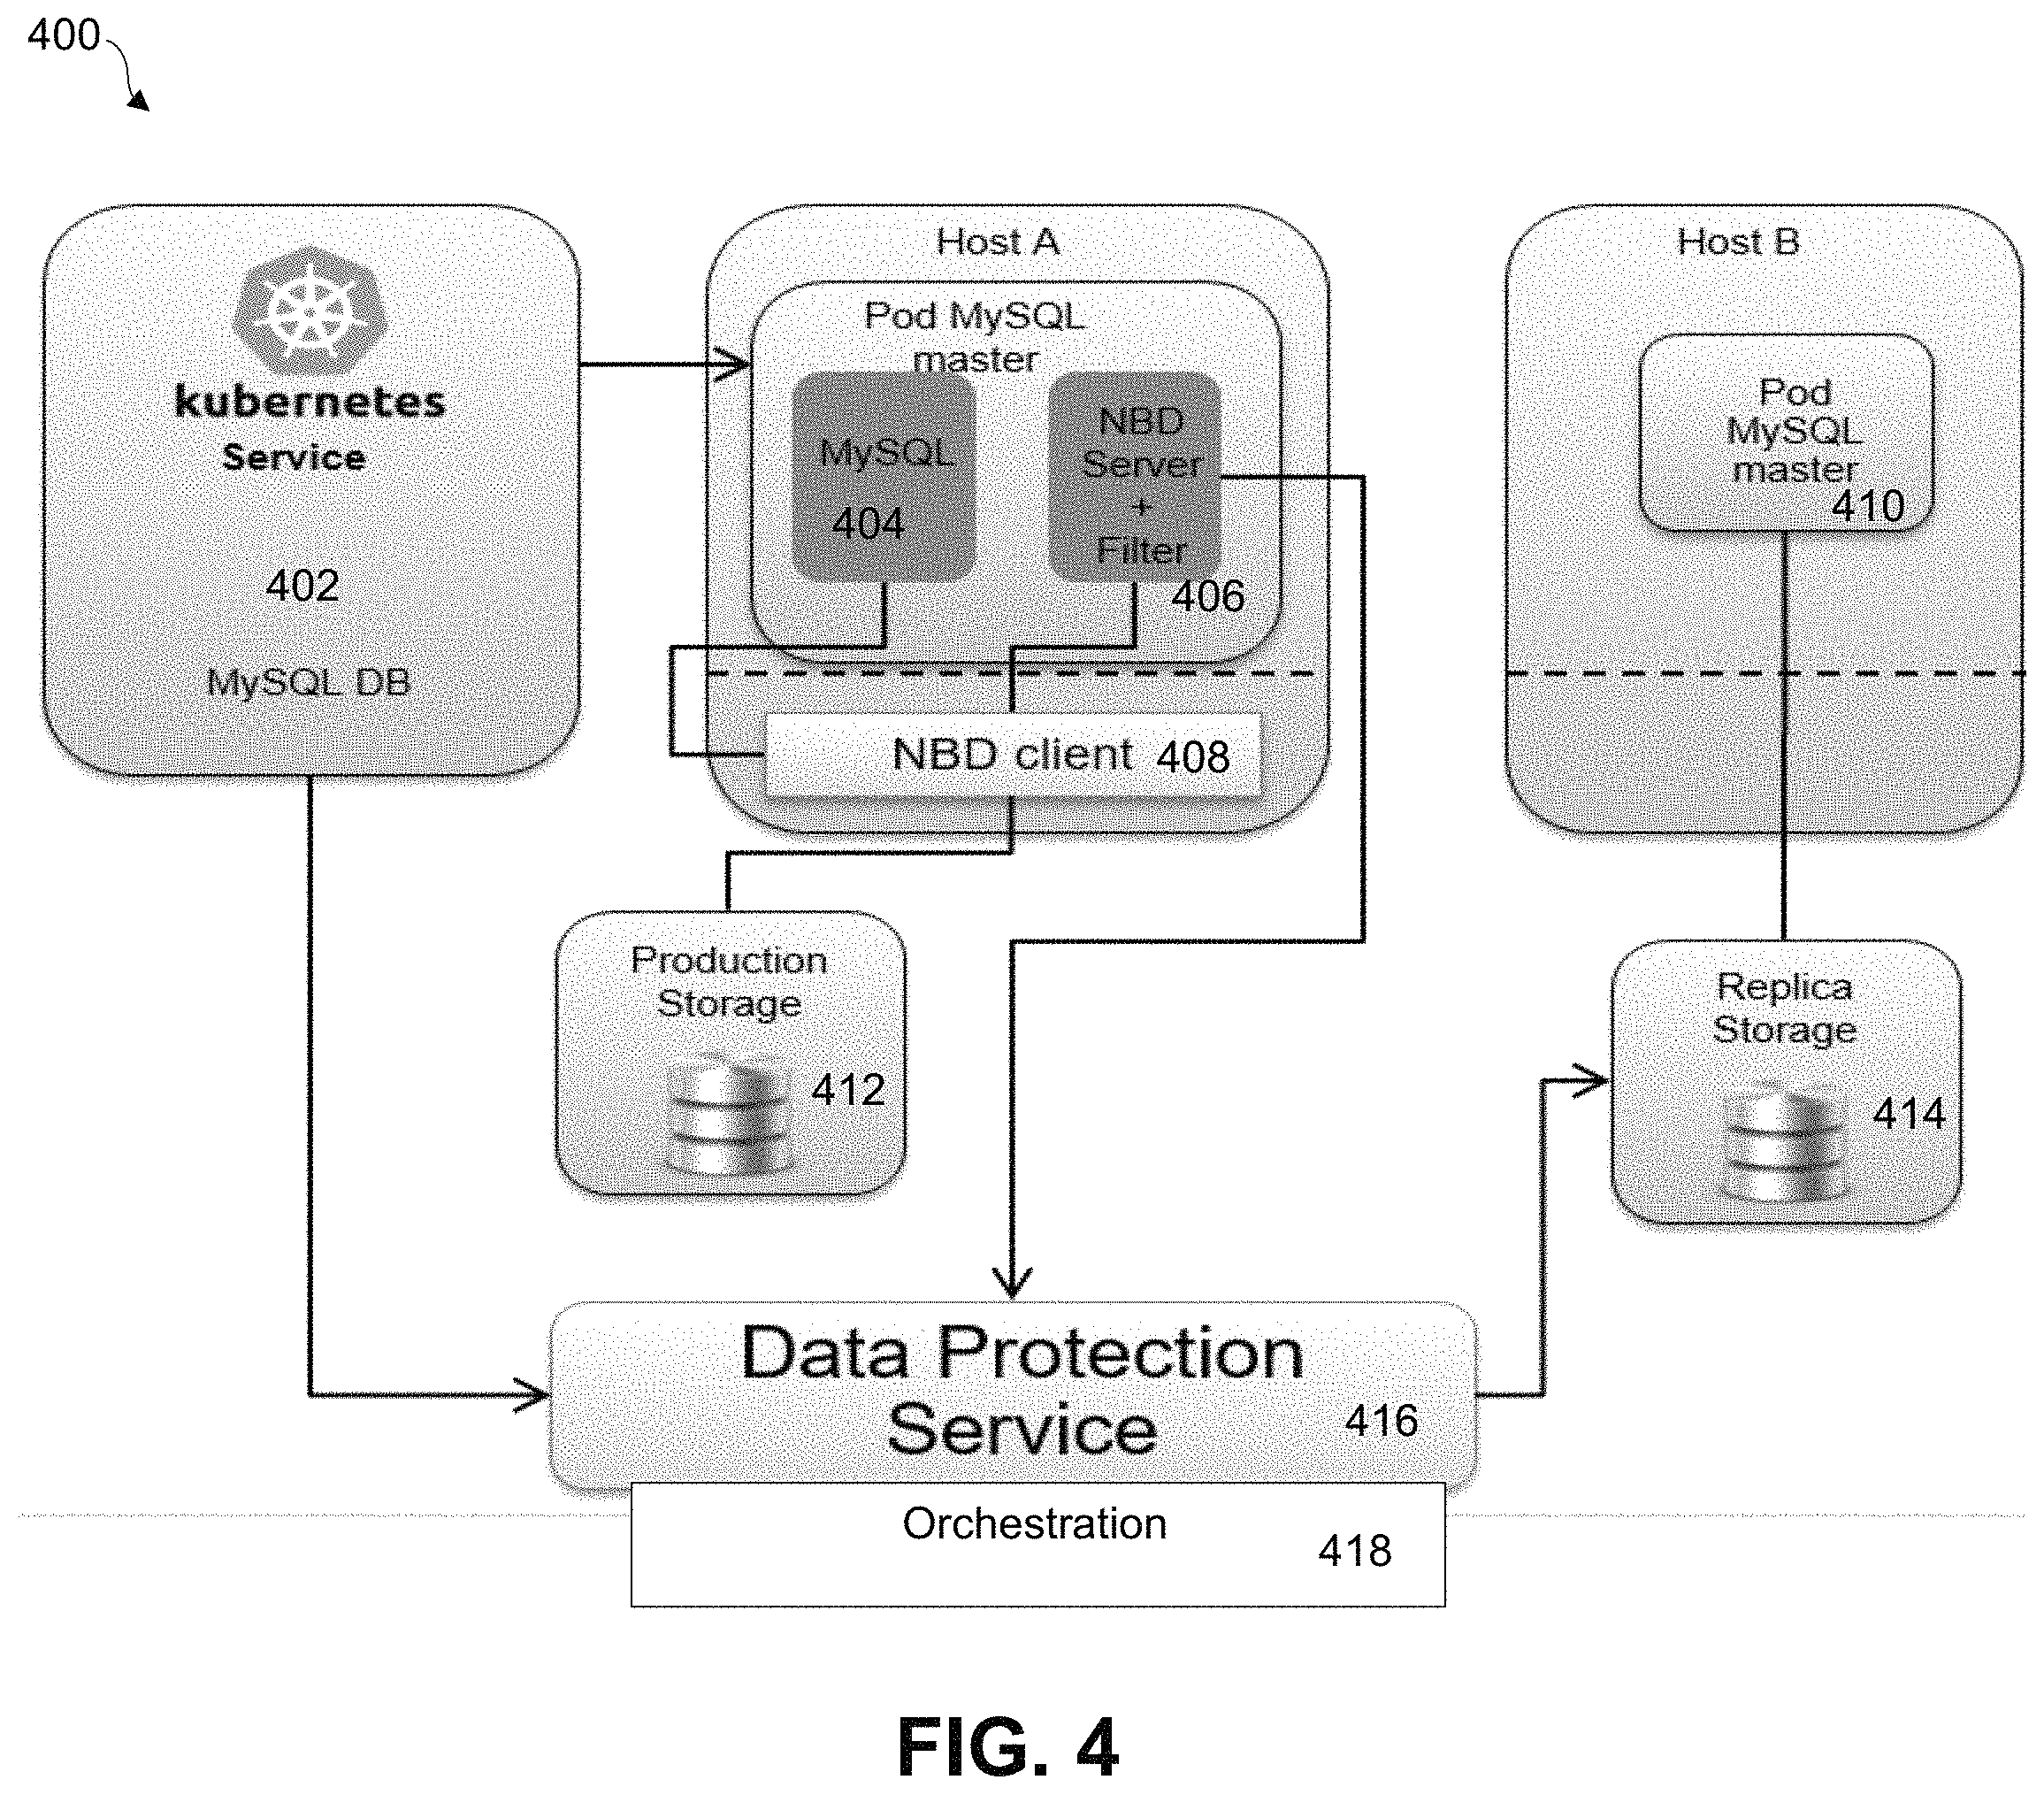 400
kubernetes
Service
402
MySQL DB
Host A
Pod MySQL
master
MySQL
404
NBD
Server
+
Filter
406
NBD client 408
Host B
Pod
MySQL
master
410
Production
Storage
412
Replica
Storage
414
Data Protection
Service
416
Orchestration
418
FIG. 4